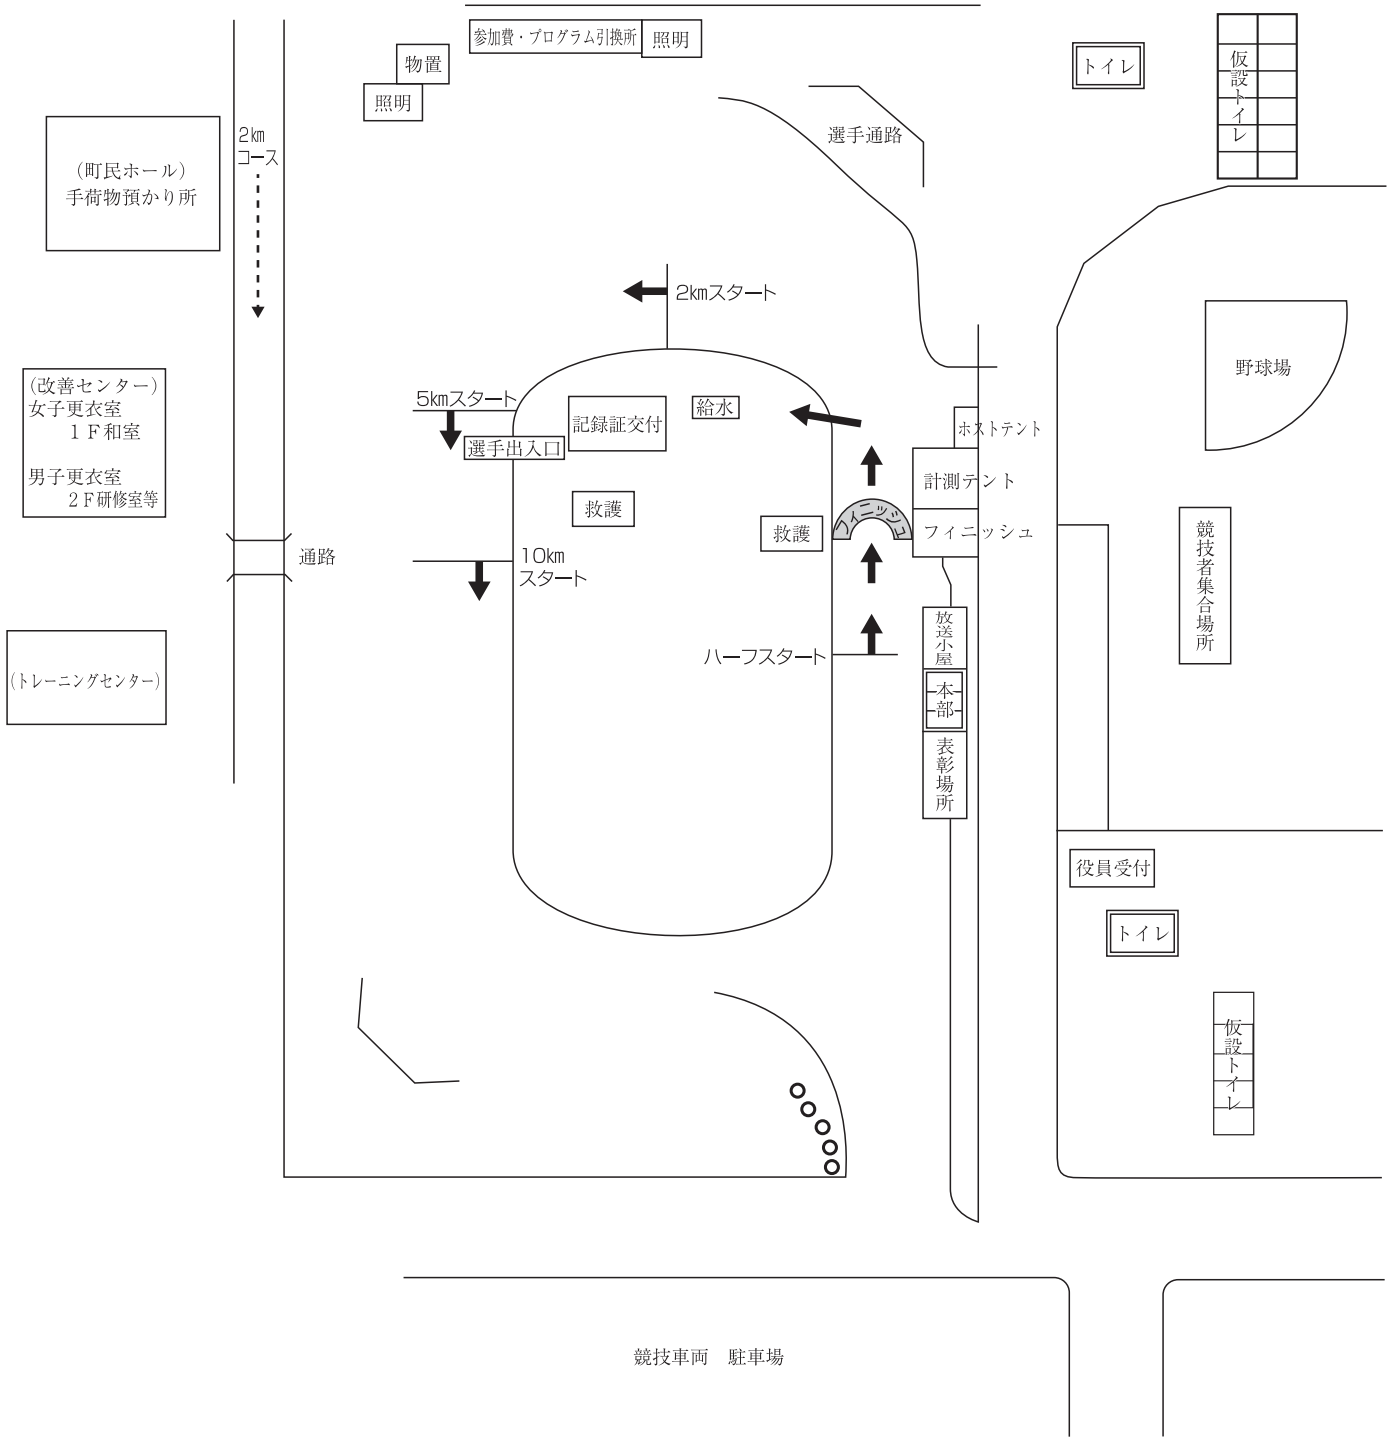 参加費・プログラム引換所
照明
物置
照明
トイレ
仮設トイレ
選手通路
2km
コース
(町民ホール)
手荷物預かり所
2kmスタート
(改善センター)
女子更衣室
1F和室
男子更衣室
2F研修室等
5kmスタート
選手出入口
記録証交付
給水
救護
救護
フィニッシュ
ホストテント
計測テント
フィニッシュ
野球場
競技者集合場所
通路
10km
スタート
ハーフスタート
放送小屋
本部
表彰場所
(トレーニングセンター)
役員受付
トイレ
仮設トイレ
競技車両　駐車場